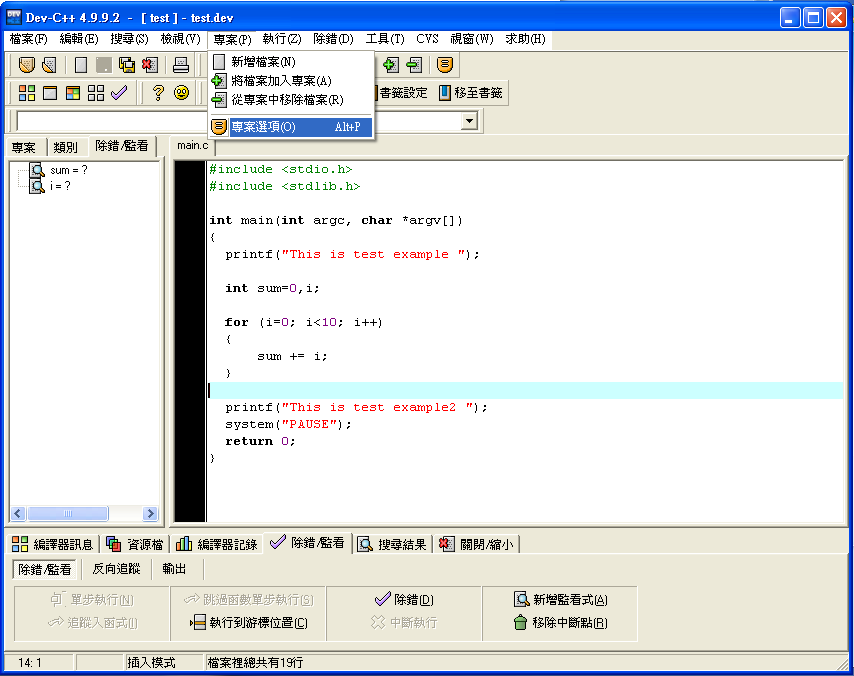 Dev-C++ 4.9.9.2  -  [ test ] - test.dev
檔案(F) 編輯(E) 搜尋(S) 檢視(V) 專案(P) 執行(Z) 除錯(D) 工具(T) CVS 視窗(W) 求助(H)
新增檔案(N)
將檔案加入專案(A)
從專案中移除檔案(R)
專案選項(O) Alt+P
書籤設定 移至書籤
專案 類別 除錯/監看
main.c
sum = ?
i = ?
#include <stdio.h>
#include <stdlib.h>
int main(int argc, char *argv[])
{
printf("This is test example ");
int sum=0,i;
for (i=0; i<10; i++)
{
sum += i;
}
printf("This is test example2 ");
system("PAUSE");
return 0;
}
編譯器訊息 資源檔 編譯器記錄 除錯/監看 搜尋結果 關閉/縮小
除錯/監看 反向追蹤 輸出
單步執行(N) 跳過函數單步執行(S) 除錯(D) 新增監看式(A)
追蹤入函式(I) 執行到游標位置(C) 中斷執行 移除中斷點(R)
14: 1 插入模式 檔案裡總共有19行